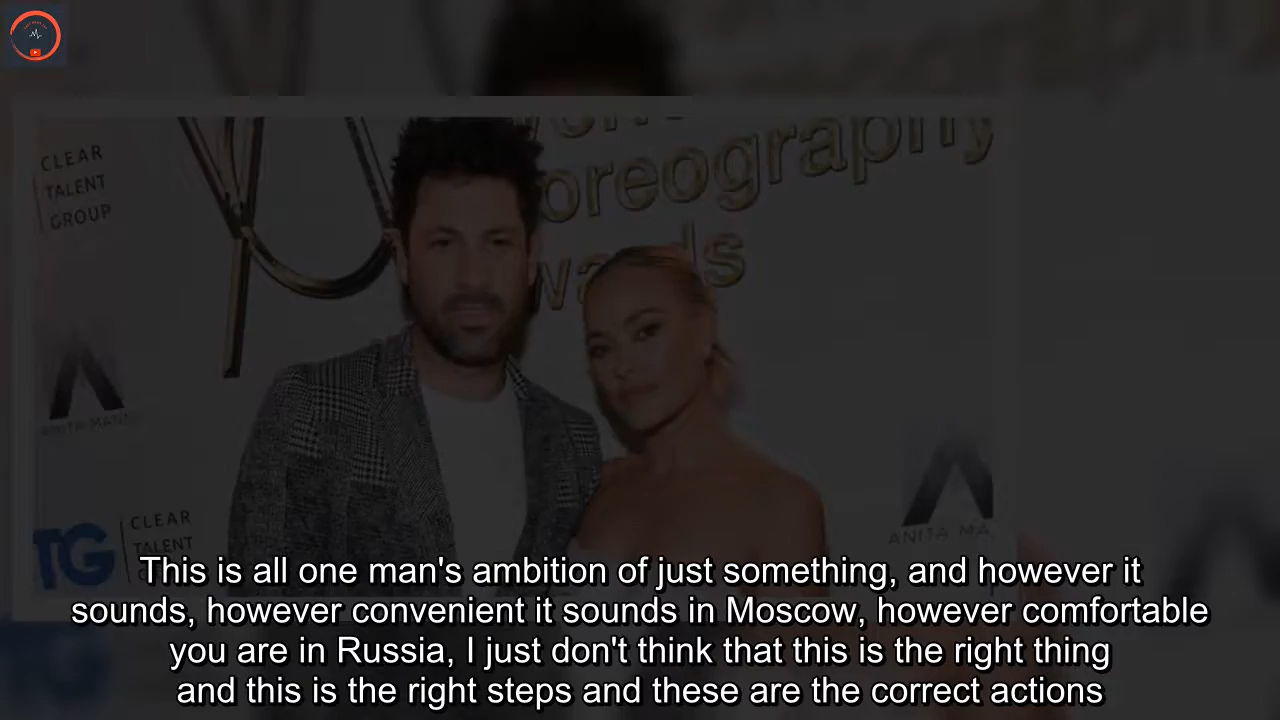 CLEAR
TALENT
GROUP
oreography
ds
ANITA MANN
TG
CLEAR
TALENT
ANITA MA
This is all one man's ambition of just something, and however it
sounds, however convenient it sounds in Moscow, however comfortable
you are in Russia, I just don't think that this is the right thing
and this is the right steps and these are the correct actions